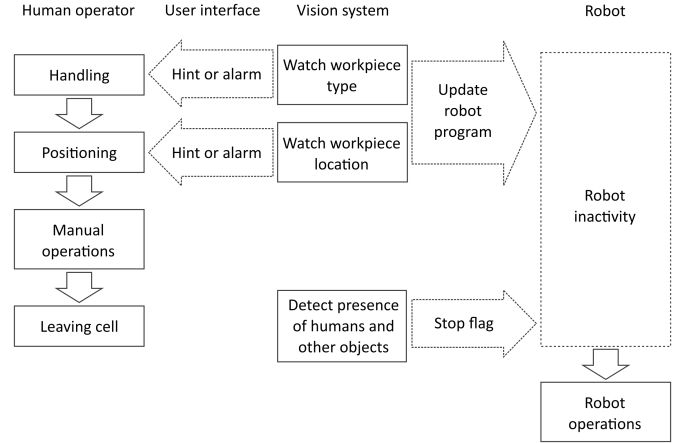 Human operator
User interface
Vision system
Robot
Handling
Hint or alarm
Watch workpiece
type
Update
robot
program
Positioning
Hint or alarm
Watch workpiece
location
Robot
inactivity
Manual
operations
Leaving cell
Detect presence
of humans and
other objects
Stop flag
Robot
operations